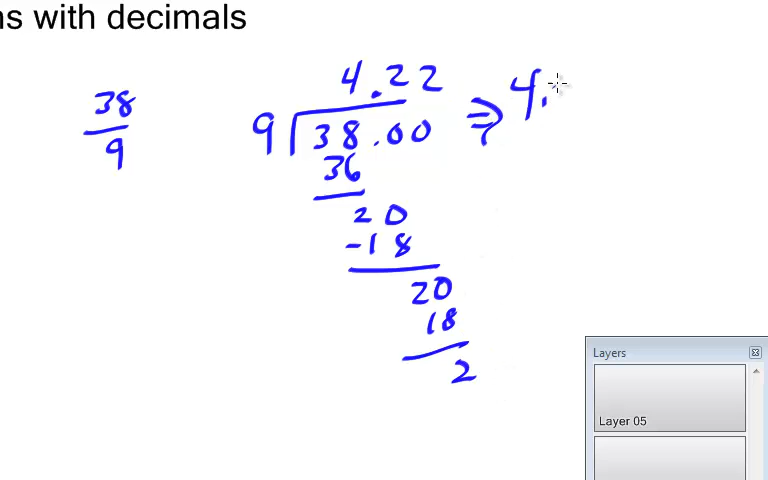 ns with decimals
38
9
4.22
9 38.00 ⇒ 4.
36
20
-18
20
18
2
Layers
Layer 05